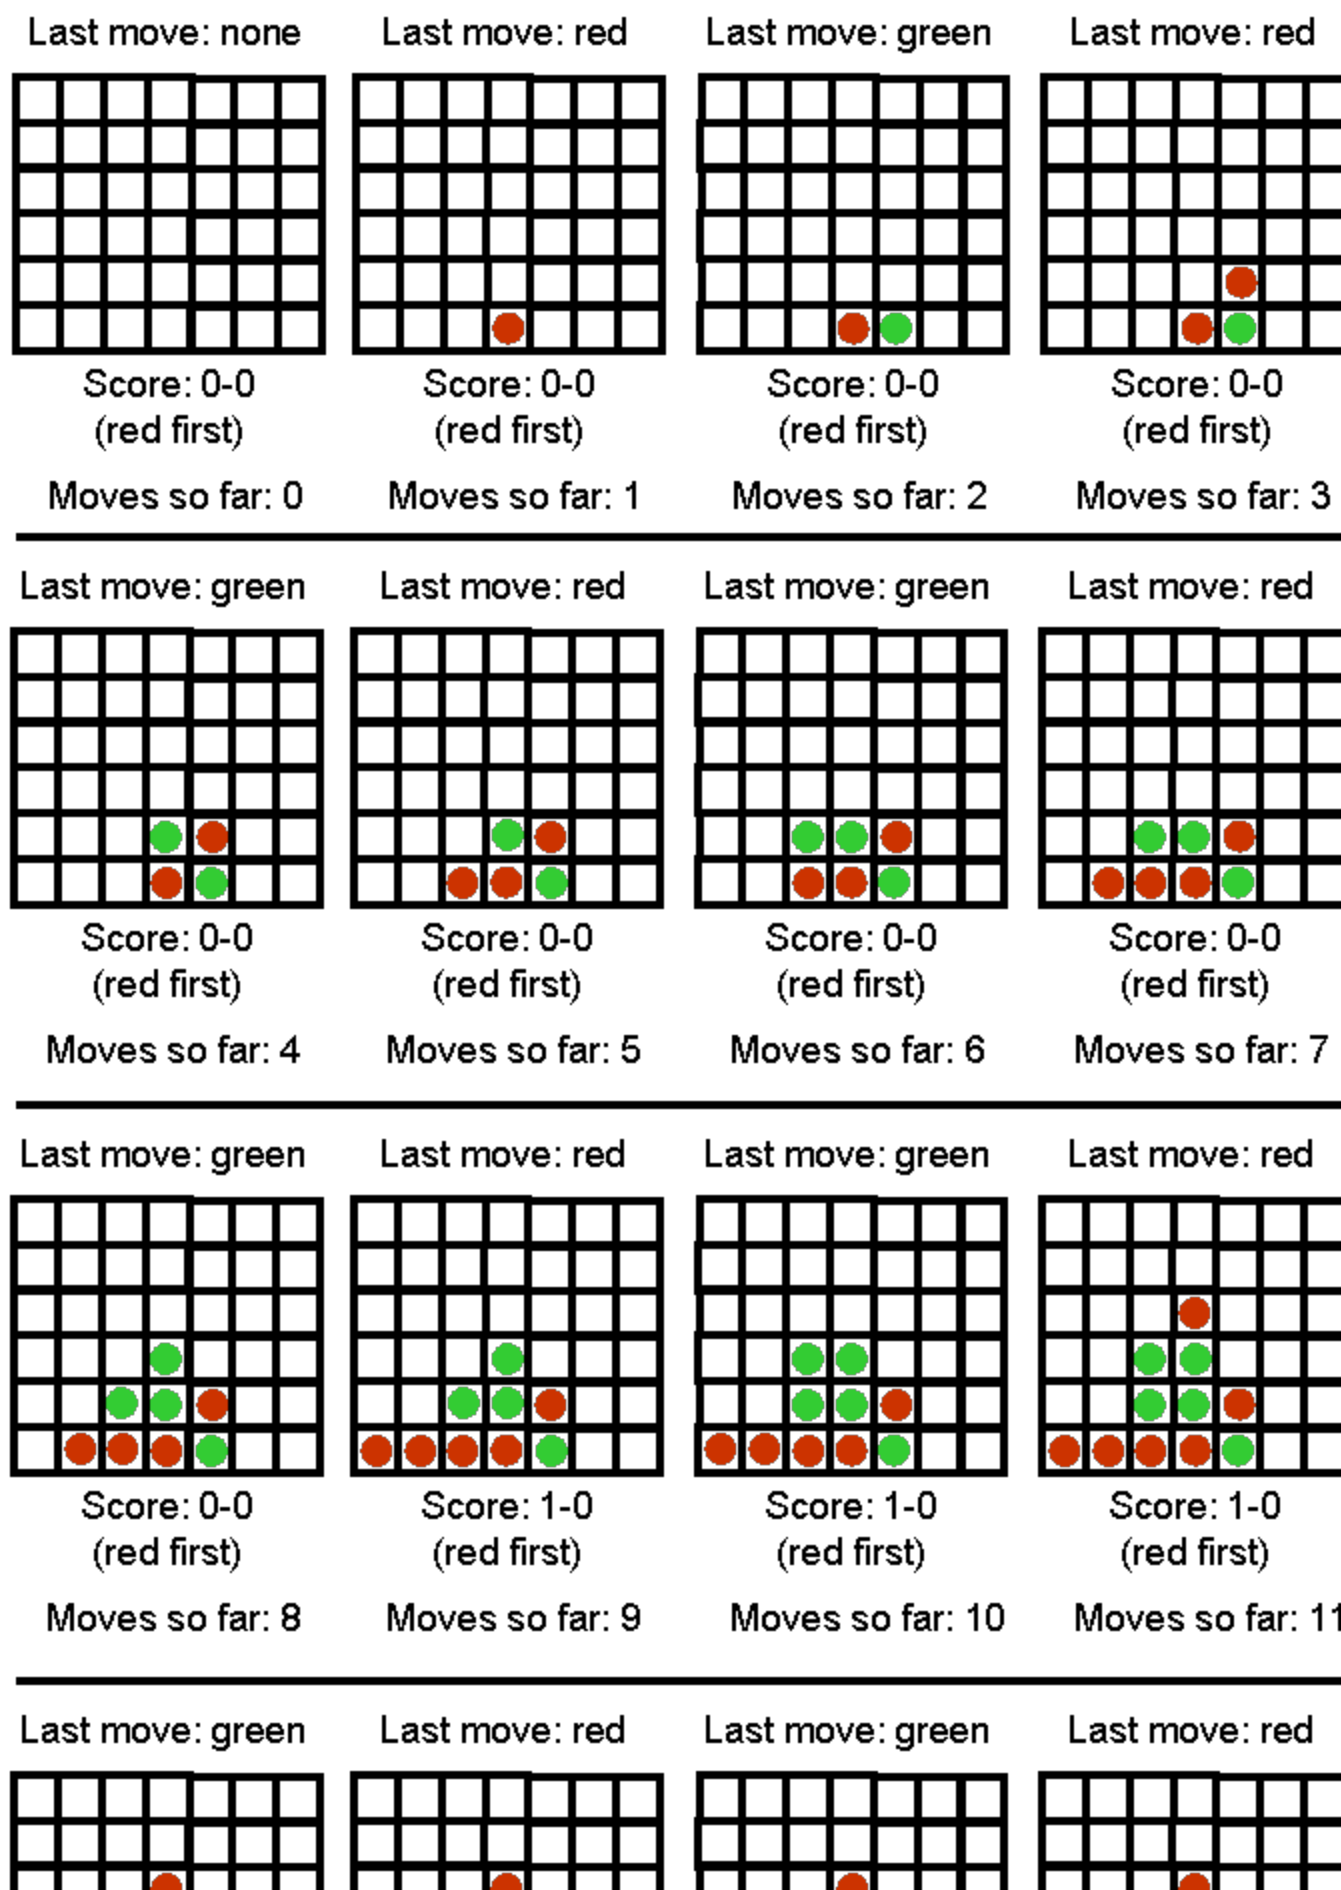 Last move: none
Last move: red
Last move: green
Last move: red
Score: 0-0
Score: 0-0
Score: 0-0
Score: 0-0
(red first)
(red first)
(red first)
(red first)
Moves so far: 0
Moves so far: 1
Moves so far: 2
Moves so far: 3
Last move: green
Last move: red
Last move: green
Last move: red
Score: 0-0
Score: 0-0
Score: 0-0
Score: 0-0
(red first)
(red first)
(red first)
(red first)
Moves so far: 4
Moves so far: 5
Moves so far: 6
Moves so far: 7
Last move: green
Last move: red
Last move: green
Last move: red
Score: 0-0
Score: 1-0
Score: 1-0
Score: 1-0
(red first)
(red first)
(red first)
(red first)
Moves so far: 8
Moves so far: 9
Moves so far: 10
Moves so far: 11
Last move: green
Last move: red
Last move: green
Last move: red